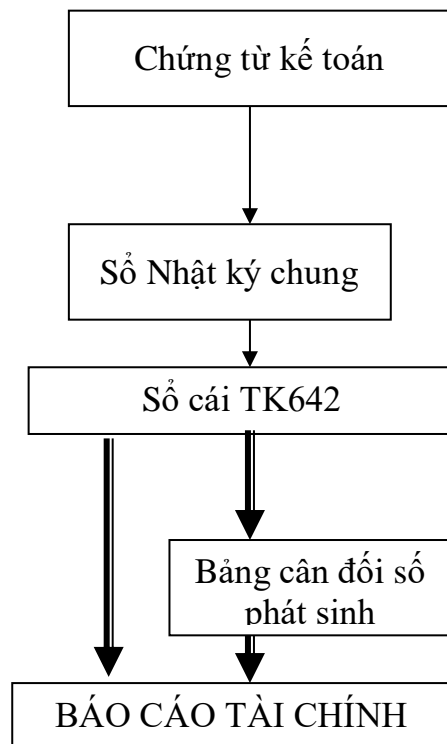 Chứng từ kế toán
Sổ Nhật ký chung
Sổ cái TK642
Bảng cân đối số
phát sinh
BÁO CÁO TÀI CHÍNH